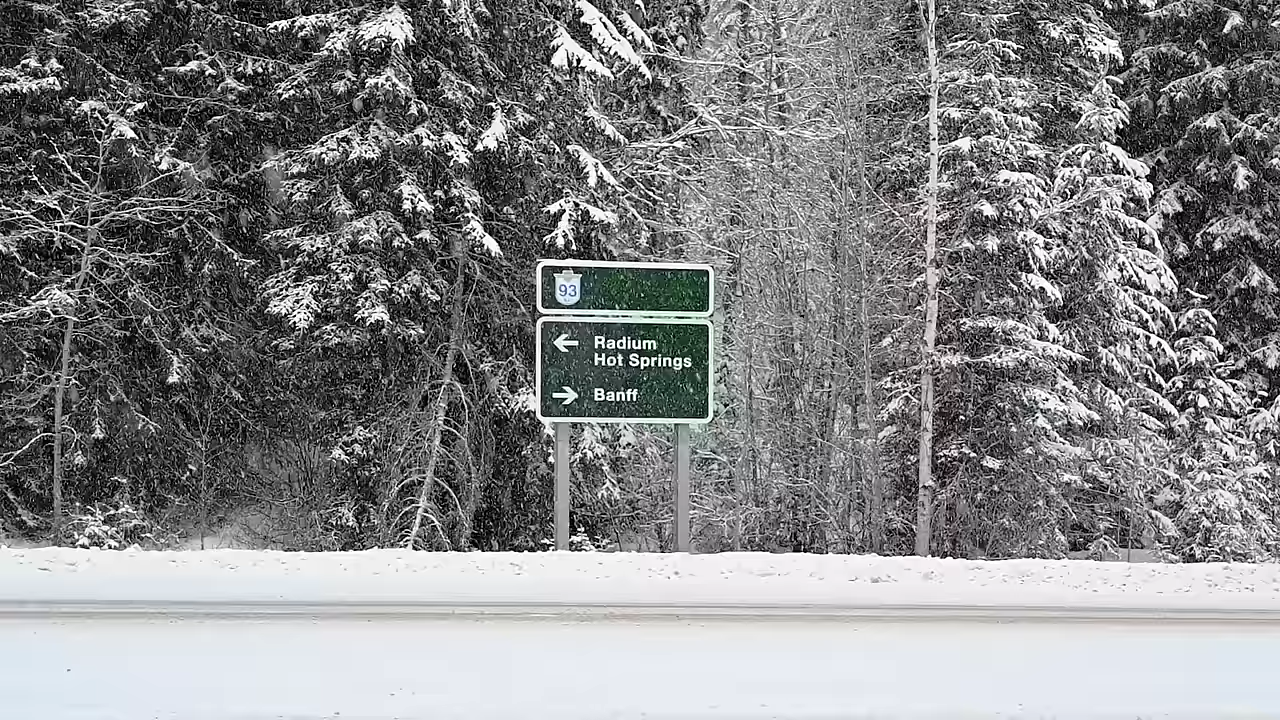 93
← Radium
Hot Springs
→ Banff